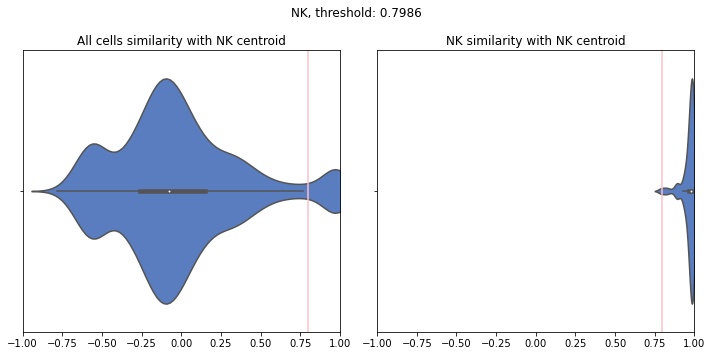 NK, threshold: 0.7986
All cells similarity with NK centroid
NK similarity with NK centroid
−1.00 −0.75 −0.50 −0.25 0.00 0.25 0.50 0.75 1.00
−1.00 −0.75 −0.50 −0.25 0.00 0.25 0.50 0.75 1.00